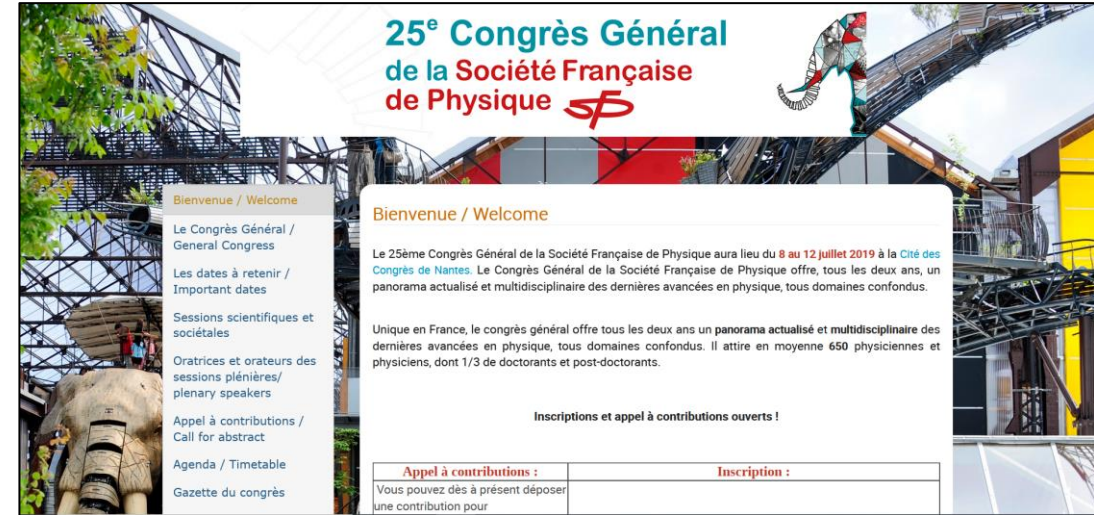 25e Congrès Général
de la Société Française
de Physique sfp
Bienvenue / Welcome
Le Congrès Général /
General Congress
Les dates à retenir /
Important dates
Sessions scientifiques et
sociétales
Oratrices et orateurs des
sessions plénières/
plenary speakers
Appel à contributions /
Call for abstract
Agenda / Timetable
Gazette du congrès
Bienvenue / Welcome
Le 25ème Congrès Général de la Société Française de Physique aura lieu du 8 au 12 juillet 2019 à la Cité des
Congrès de Nantes. Le Congrès Général de la Société Française de Physique offre, tous les deux ans, un
panorama actualisé et multidisciplinaire des dernières avancées en physique, tous domaines confondus.
Unique en France, le congrès général offre tous les deux ans un panorama actualisé et multidisciplinaire des
dernières avancées en physique, tous domaines confondus. Il attire en moyenne 650 physiciennes et
physiciens, dont 1/3 de doctorants et post-doctorants.
Inscriptions et appel à contributions ouverts !
Appel à contributions :
Inscription :
Vous pouvez dès à présent déposer
une contribution pour